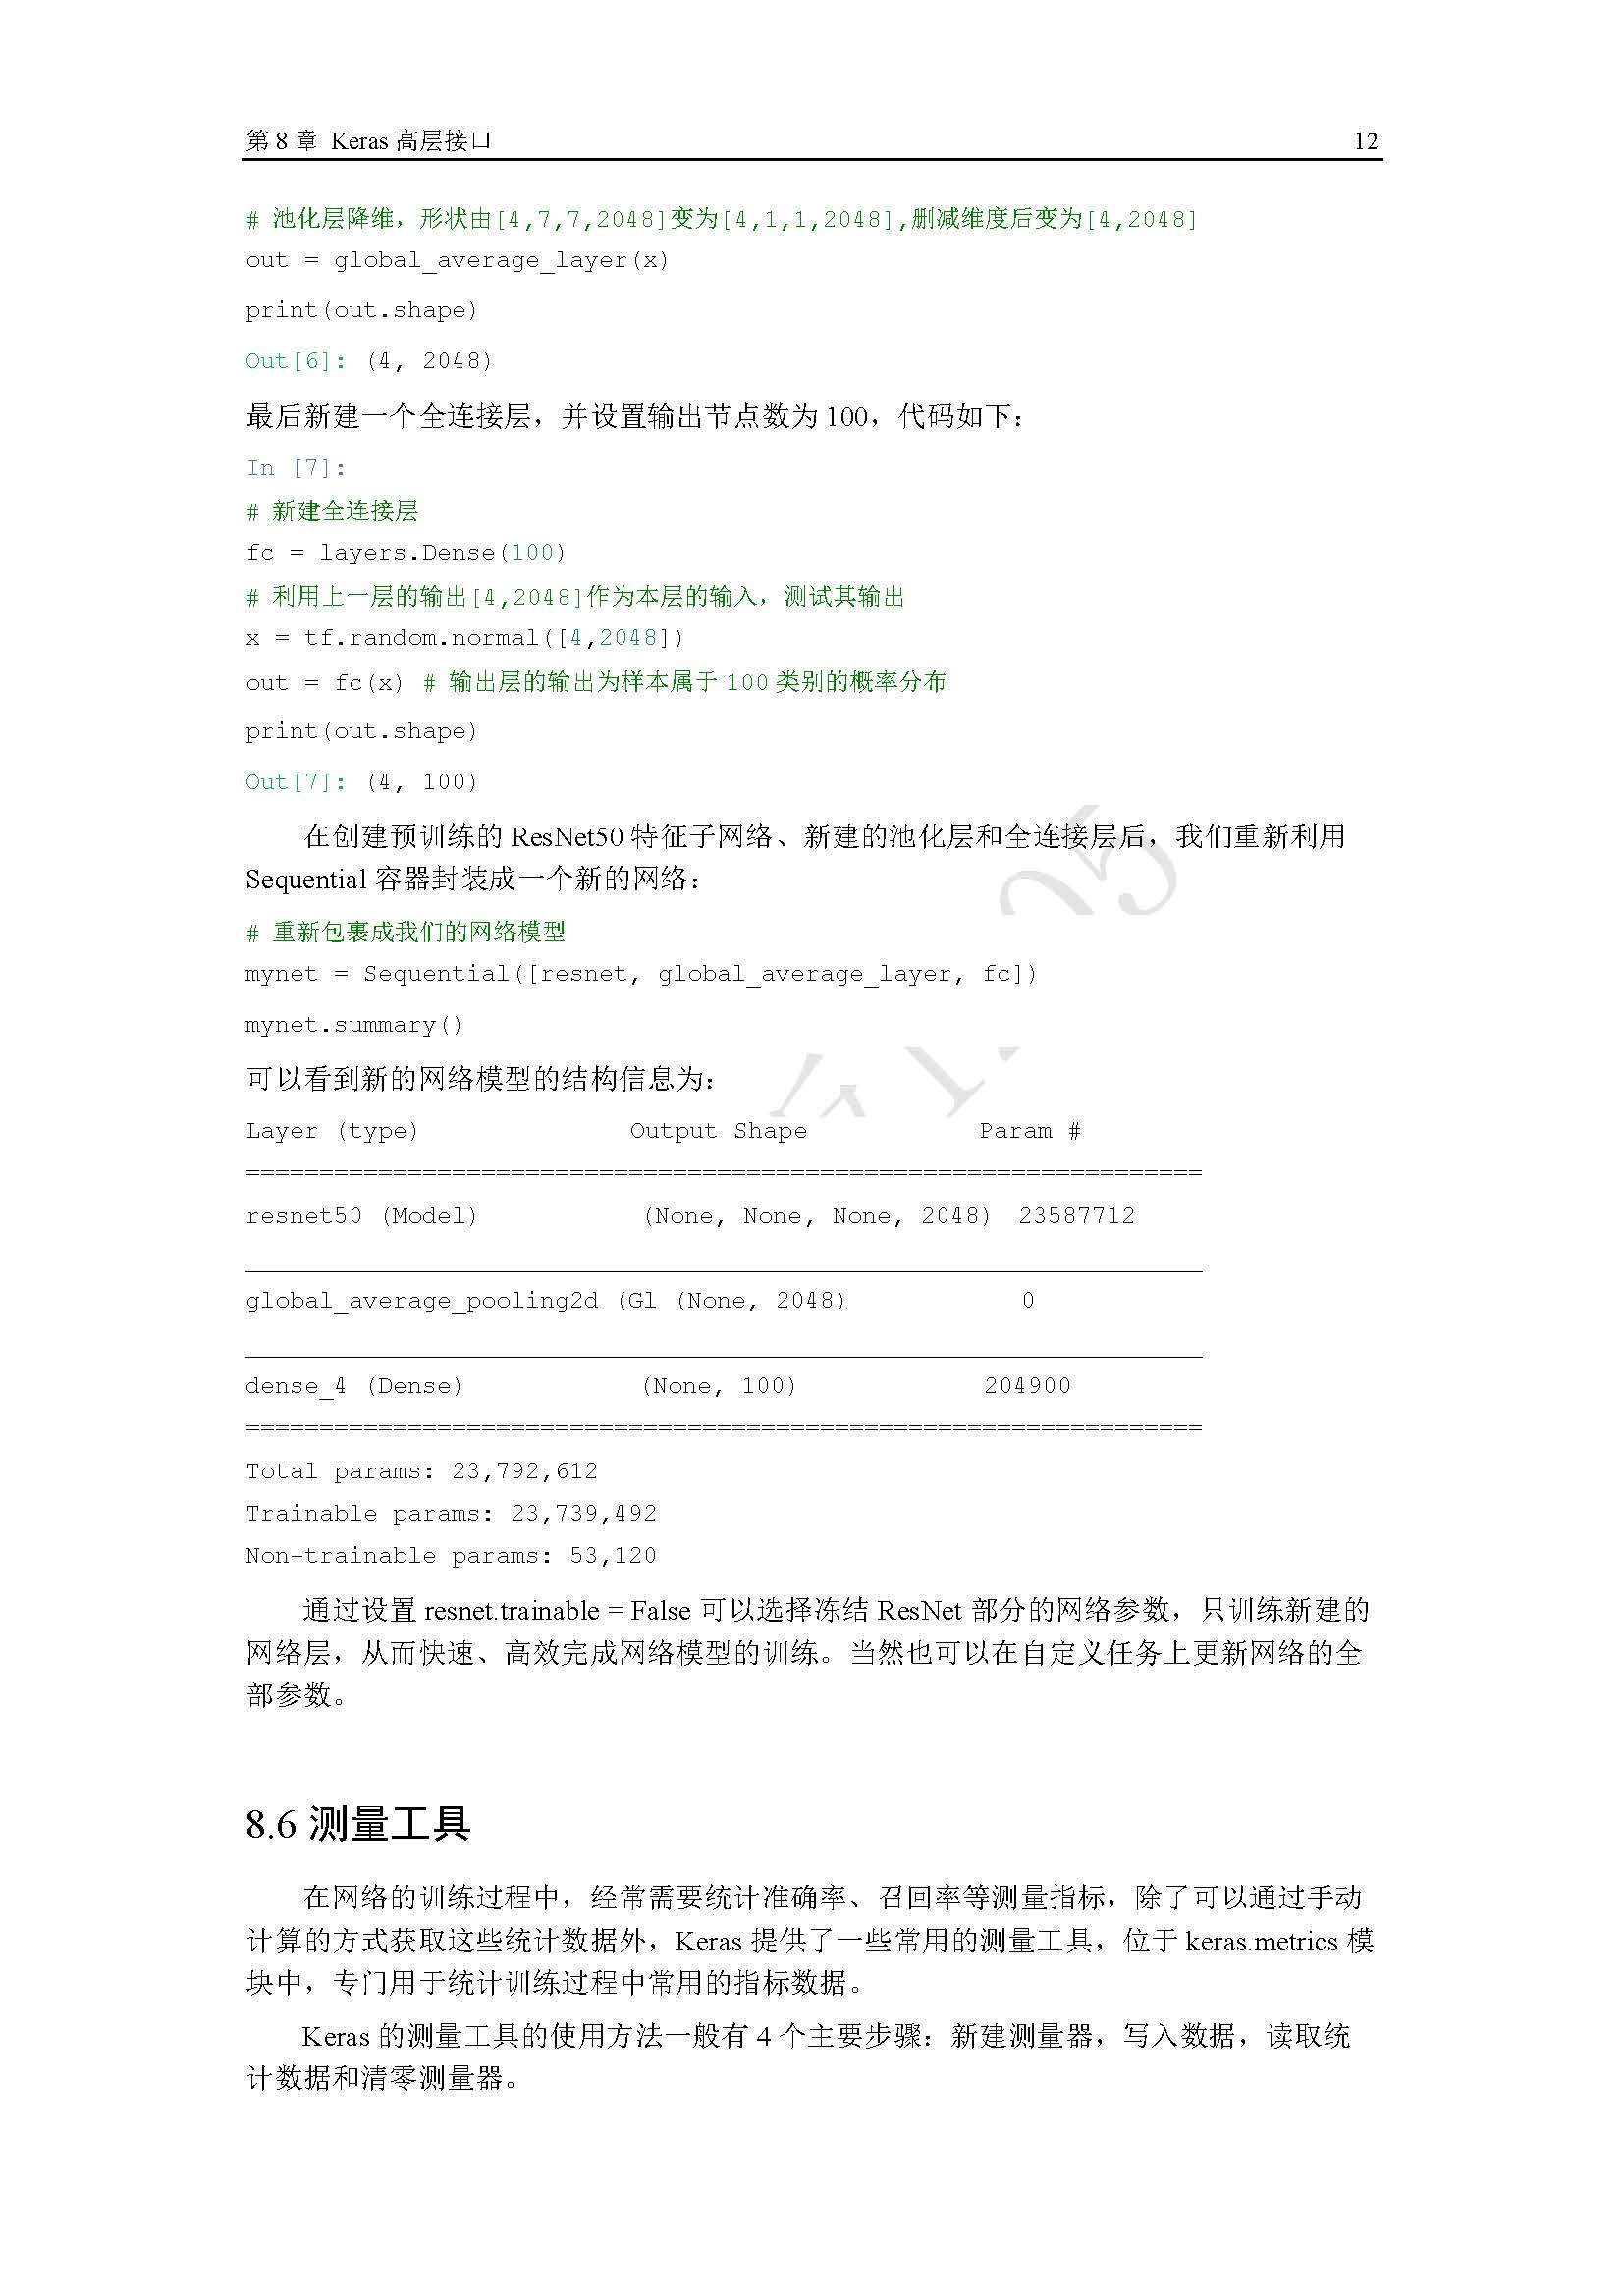 第 8 章 Keras 高层接口 12
# 池化层降维，形状由[4,7,7,2048]变为[4,1,1,2048],删减维度后变为[4,2048]
out = global_average_layer(x)
print(out.shape)
Out[6]: (4, 2048)
最后新建一个全连接层，并设置输出节点数为 100，代码如下：
In [7]:
# 新建全连接层
fc = layers.Dense(100)
# 利用上一层的输出[4,2048]作为本层的输入，测试其输出
x = tf.random.normal([4,2048])
out = fc(x) # 输出层的输出为样本属于 100 类别的概率分布
print(out.shape)
Out[7]: (4, 100)
在创建预训练的 ResNet50 特征子网络、新建的池化层和全连接层后，我们重新利用
Sequential 容器封装成一个新的网络：
# 重新包裹成我们的网络模型
mynet = Sequential([resnet, global_average_layer, fc])
mynet.summary()
可以看到新的网络模型的结构信息为：
Layer (type) Output Shape Param #
=================================================================
resnet50 (Model) (None, None, None, 2048) 23587712
_________________________________________________________________
global_average_pooling2d (Gl (None, 2048) 0
_________________________________________________________________
dense_4 (Dense) (None, 100) 204900
=================================================================
Total params: 23,792,612
Trainable params: 23,739,492
Non-trainable params: 53,120
通过设置 resnet.trainable = False 可以选择冻结 ResNet 部分的网络参数，只训练新建的
网络层，从而快速、高效完成网络模型的训练。当然也可以在自定义任务上更新网络的全
部参数。
8.6 测量工具
在网络的训练过程中，经常需要统计准确率、召回率等测量指标，除了可以通过手动
计算的方式获取这些统计数据外，Keras 提供了一些常用的测量工具，位于 keras.metrics 模
块中，专门用于统计训练过程中常用的指标数据。
Keras 的测量工具的使用方法一般有 4 个主要步骤：新建测量器，写入数据，读取统
计数据和清零测量器。